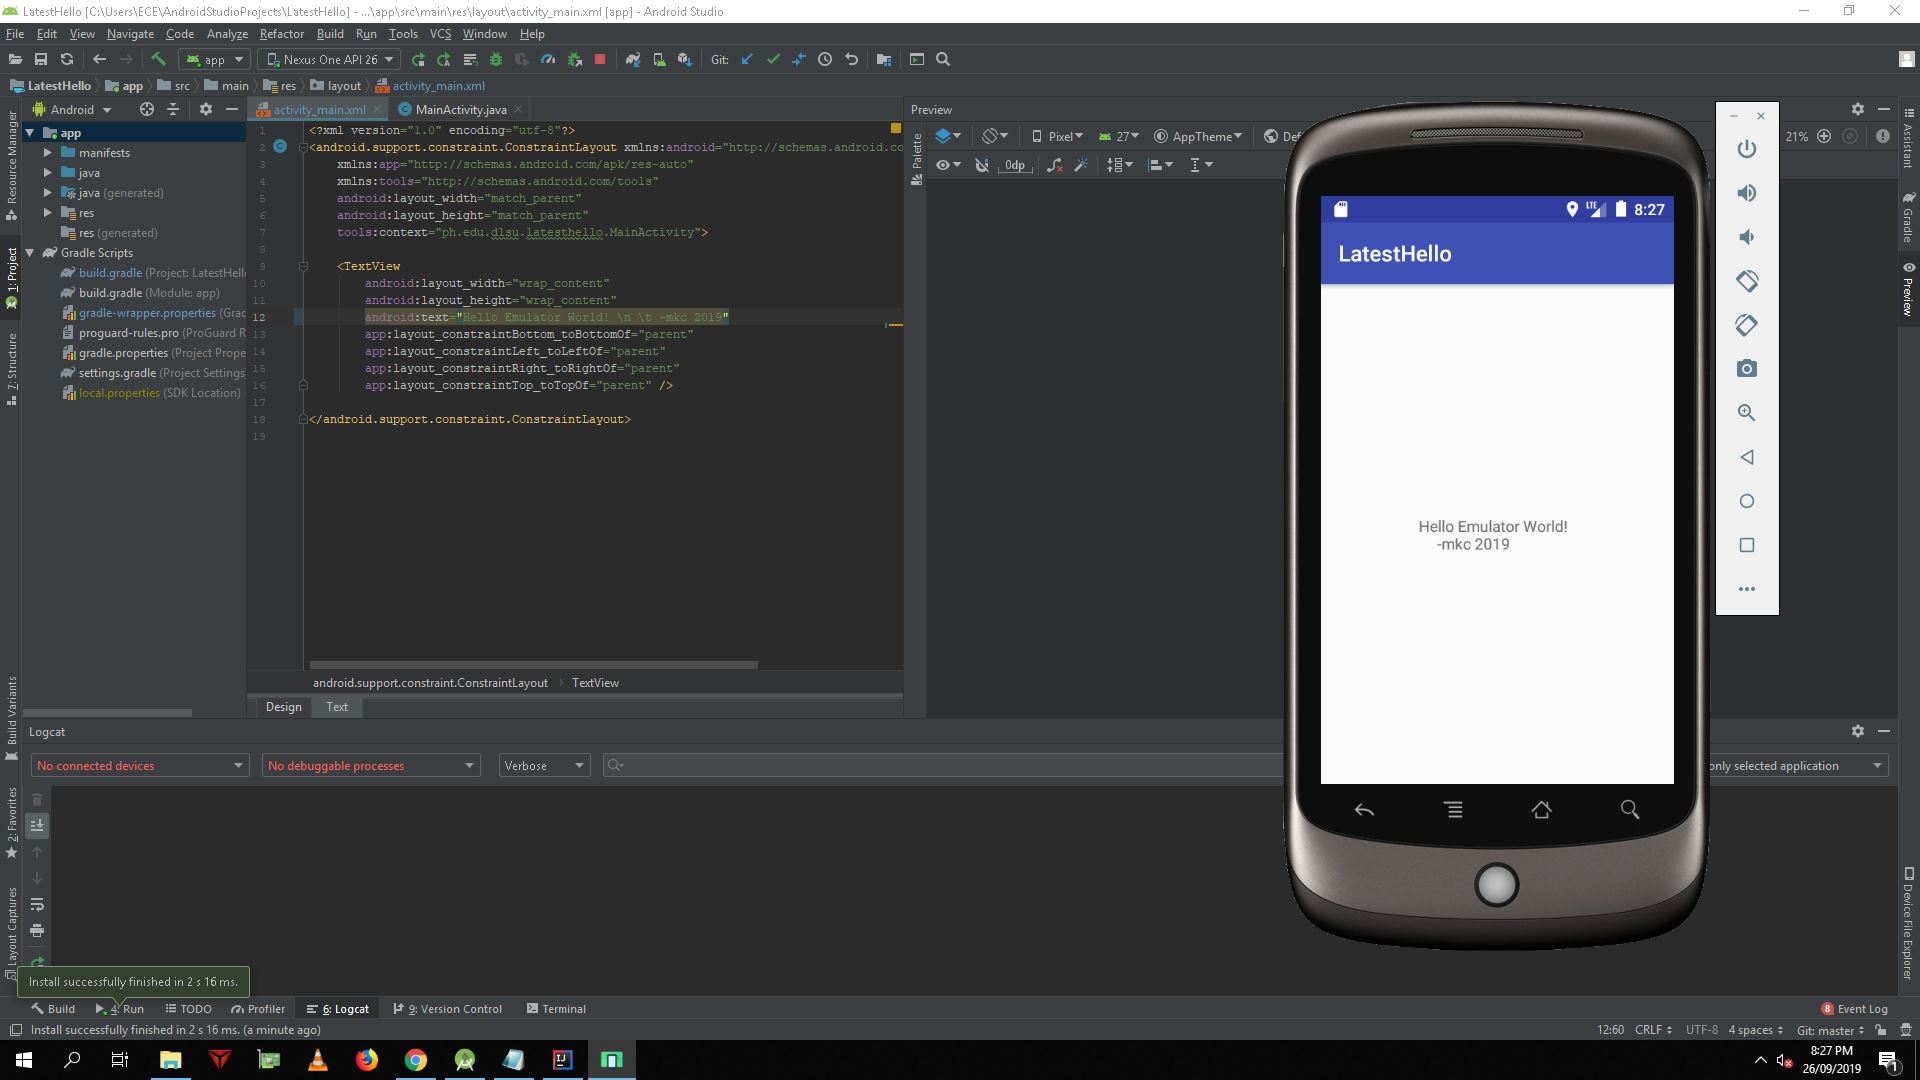 LatestHello [C:\Users\ECE\AndroidStudioProjects\LatestHello] - ...\app\src\main\res\layout\activity_main.xml [app] - Android Studio
File Edit View Navigate Code Analyze Refactor Build Run Tools VCS Window Help
app Nexus One API 26 Git:
LatestHello app src main res layout activity_main.xml
Android
activity_main.xml MainActivity.java
Preview
Resource Manager
1: Project
7: Structure
Build Variants
2: Favorites
Layout Captures
app
manifests
java
java (generated)
res
res (generated)
Gradle Scripts
build.gradle (Project: LatestHell
build.gradle (Module: app)
gradle-wrapper.properties (Grad
proguard-rules.pro (ProGuard R
gradle.properties (Project Prope
settings.gradle (Project Settings
local.properties (SDK Location)
1 <?xml version="1.0" encoding="utf-8"?>
2 <android.support.constraint.ConstraintLayout xmlns:android="http://schemas.android.co
3 xmlns:app="http://schemas.android.com/apk/res-auto"
4 xmlns:tools="http://schemas.android.com/tools"
5 android:layout_width="match_parent"
6 android:layout_height="match_parent"
7 tools:context="ph.edu.dlsu.latesthello.MainActivity">
8
9 <TextView
10 android:layout_width="wrap_content"
11 android:layout_height="wrap_content"
12 android:text="Hello Emulator World! \n \t -mkc 2019"
13 app:layout_constraintBottom_toBottomOf="parent"
14 app:layout_constraintLeft_toLeftOf="parent"
15 app:layout_constraintRight_toRightOf="parent"
16 app:layout_constraintTop_toTopOf="parent" />
17
18 </android.support.constraint.ConstraintLayout>
19
android.support.constraint.ConstraintLayout › TextView
Design Text
Palette
Pixel 27 AppTheme Def 21%
0dp
LTE 8:27
LatestHello
Hello Emulator World!
-mkc 2019
Assistant
Gradle
Preview
Device File Explorer
Logcat
No connected devices No debuggable processes Verbose only selected application
Install successfully finished in 2 s 16 ms.
Build 4: Run TODO Profiler 6: Logcat 9: Version Control Terminal 8 Event Log
Install successfully finished in 2 s 16 ms. (a minute ago) 12:60 CRLF UTF-8 4 spaces Git: master
8:27 PM
26/09/2019
1